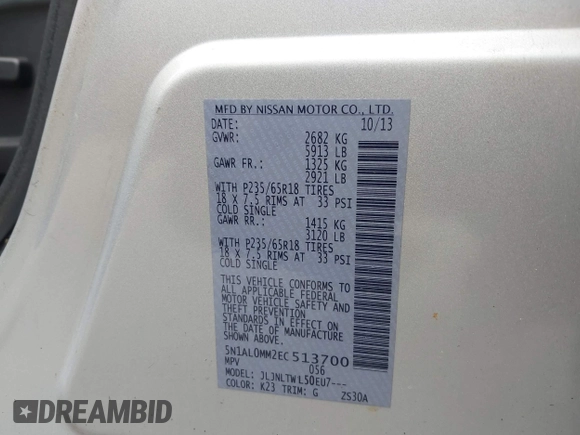 MFD BY NISSAN MOTOR CO., LTD.
DATE: 10/13
GVWR: 2682 KG
5913 LB
GAWR FR.: 1325 KG
2921 LB
WITH P235/65R18 TIRES
18 X 7.5 RIMS AT 33 PSI
COLD SINGLE
GAWR RR.: 1415 KG
3120 LB
WITH P235/65R18 TIRES
18 X 7.5 RIMS AT 33 PSI
COLD SINGLE
THIS VEHICLE CONFORMS TO
ALL APPLICABLE FEDERAL
MOTOR VEHICLE SAFETY AND
THEFT PREVENTION
STANDARDS IN EFFECT ON
THE DATE OF MANUFACTURE
SHOWN ABOVE.
5N1AL0MM2EC513700
MPV 056
MODEL: JLJNLTWL50EU7---
COLOR: K23 TRIM: G ZS30A
DREAMBID